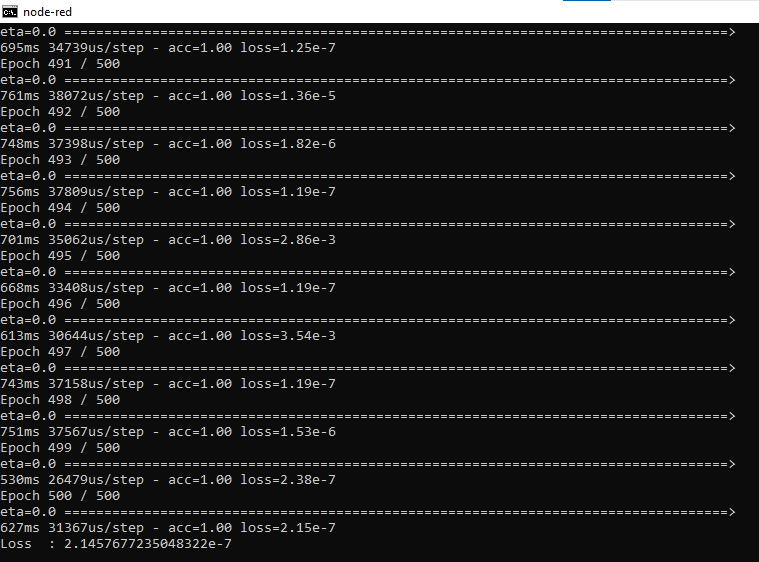 node-red
eta=0.0 ===================================================================================>
695ms 34739us/step - acc=1.00 loss=1.25e-7
Epoch 491 / 500
eta=0.0 ===================================================================================>
761ms 38072us/step - acc=1.00 loss=1.36e-5
Epoch 492 / 500
eta=0.0 ===================================================================================>
748ms 37398us/step - acc=1.00 loss=1.82e-6
Epoch 493 / 500
eta=0.0 ===================================================================================>
756ms 37809us/step - acc=1.00 loss=1.19e-7
Epoch 494 / 500
eta=0.0 ===================================================================================>
701ms 35062us/step - acc=1.00 loss=2.86e-3
Epoch 495 / 500
eta=0.0 ===================================================================================>
668ms 33408us/step - acc=1.00 loss=1.19e-7
Epoch 496 / 500
eta=0.0 ===================================================================================>
613ms 30644us/step - acc=1.00 loss=3.54e-3
Epoch 497 / 500
eta=0.0 ===================================================================================>
743ms 37158us/step - acc=1.00 loss=1.19e-7
Epoch 498 / 500
eta=0.0 ===================================================================================>
751ms 37567us/step - acc=1.00 loss=1.53e-6
Epoch 499 / 500
eta=0.0 ===================================================================================>
530ms 26479us/step - acc=1.00 loss=2.38e-7
Epoch 500 / 500
eta=0.0 ===================================================================================>
627ms 31367us/step - acc=1.00 loss=2.15e-7
Loss  : 2.1457677235048322e-7